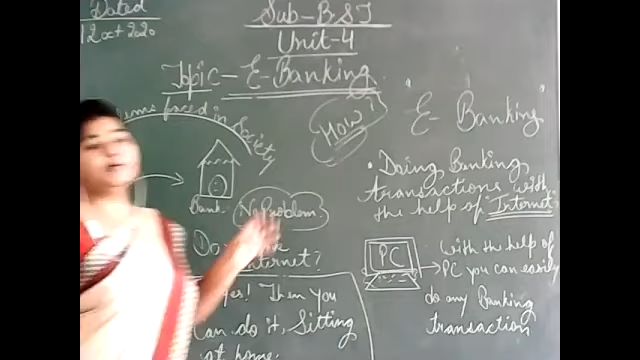 Dated
12 Oct 2020
Sub-BST
Unit-4
Topic - E-Banking
faced in Society
HOW?
Bank
No Problem
Internet?
Then you
Can do it, Sitting
at home.
"E-Banking"
• Doing Banking
transactions with
the help of "Internet"
PC
With the help of
PC you can easily
do any Banking
Transaction